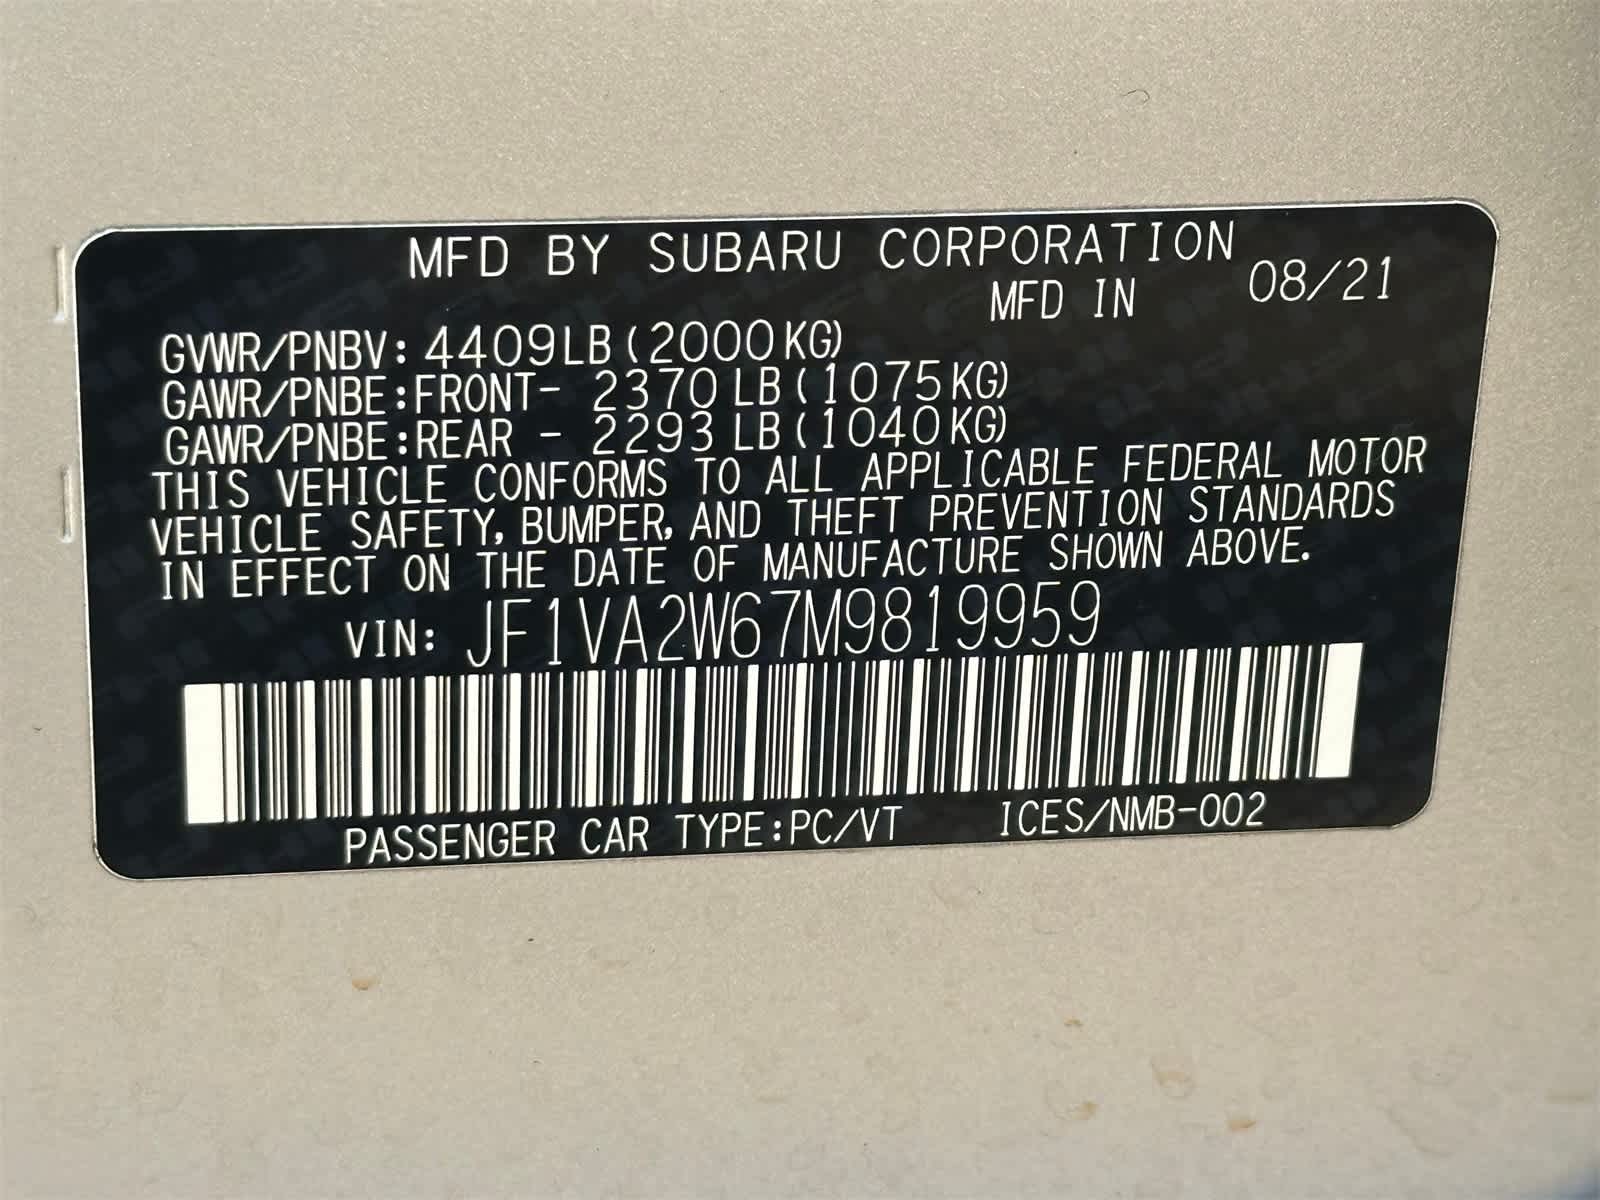 MFD BY SUBARU CORPORATION
MFD IN 08/21
GVWR/PNBV: 4409LB (2000KG)
GAWR/PNBE:FRONT- 2370 LB (1075KG)
GAWR/PNBE:REAR - 2293 LB (1040KG)
THIS VEHICLE CONFORMS TO ALL APPLICABLE FEDERAL MOTOR
VEHICLE SAFETY, BUMPER, AND THEFT PREVENTION STANDARDS
IN EFFECT ON THE DATE OF MANUFACTURE SHOWN ABOVE.
VIN: JF1VA2W67M9819959
PASSENGER CAR TYPE:PC/VT ICES/NMB-002